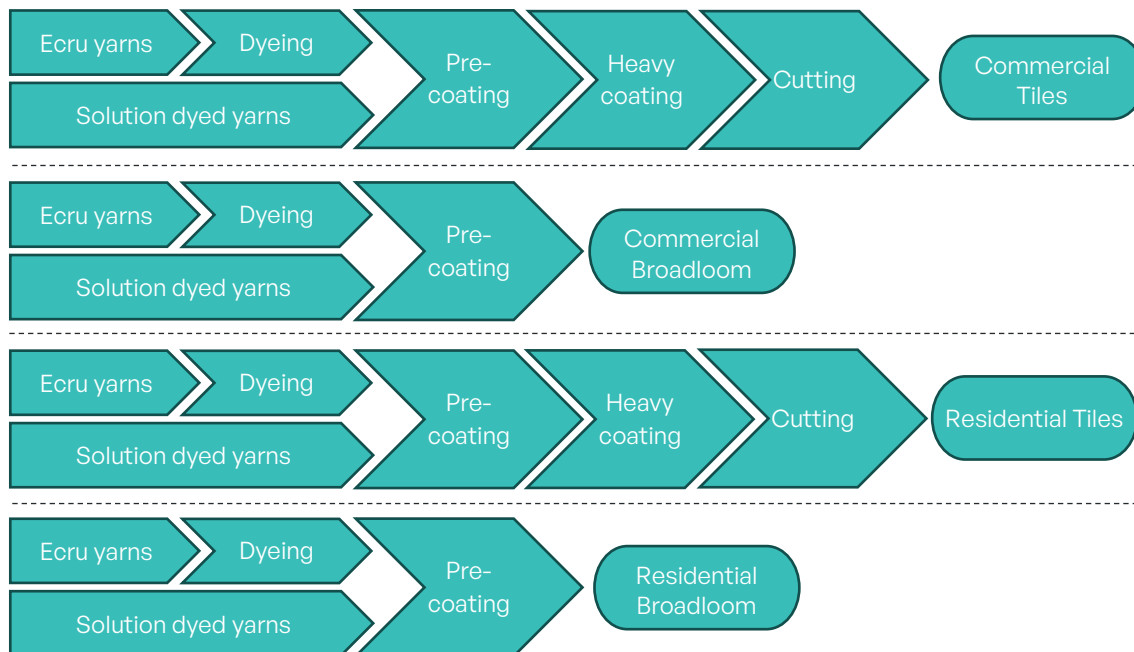 Ecru yarns
Dyeing
Solution dyed yarns
Pre-
coating
Heavy
coating
Cutting
Commercial
Tiles
Ecru yarns
Dyeing
Solution dyed yarns
Pre-
coating
Commercial
Broadloom
Ecru yarns
Dyeing
Solution dyed yarns
Pre-
coating
Heavy
coating
Cutting
Residential Tiles
Ecru yarns
Dyeing
Solution dyed yarns
Pre-
coating
Residential
Broadloom